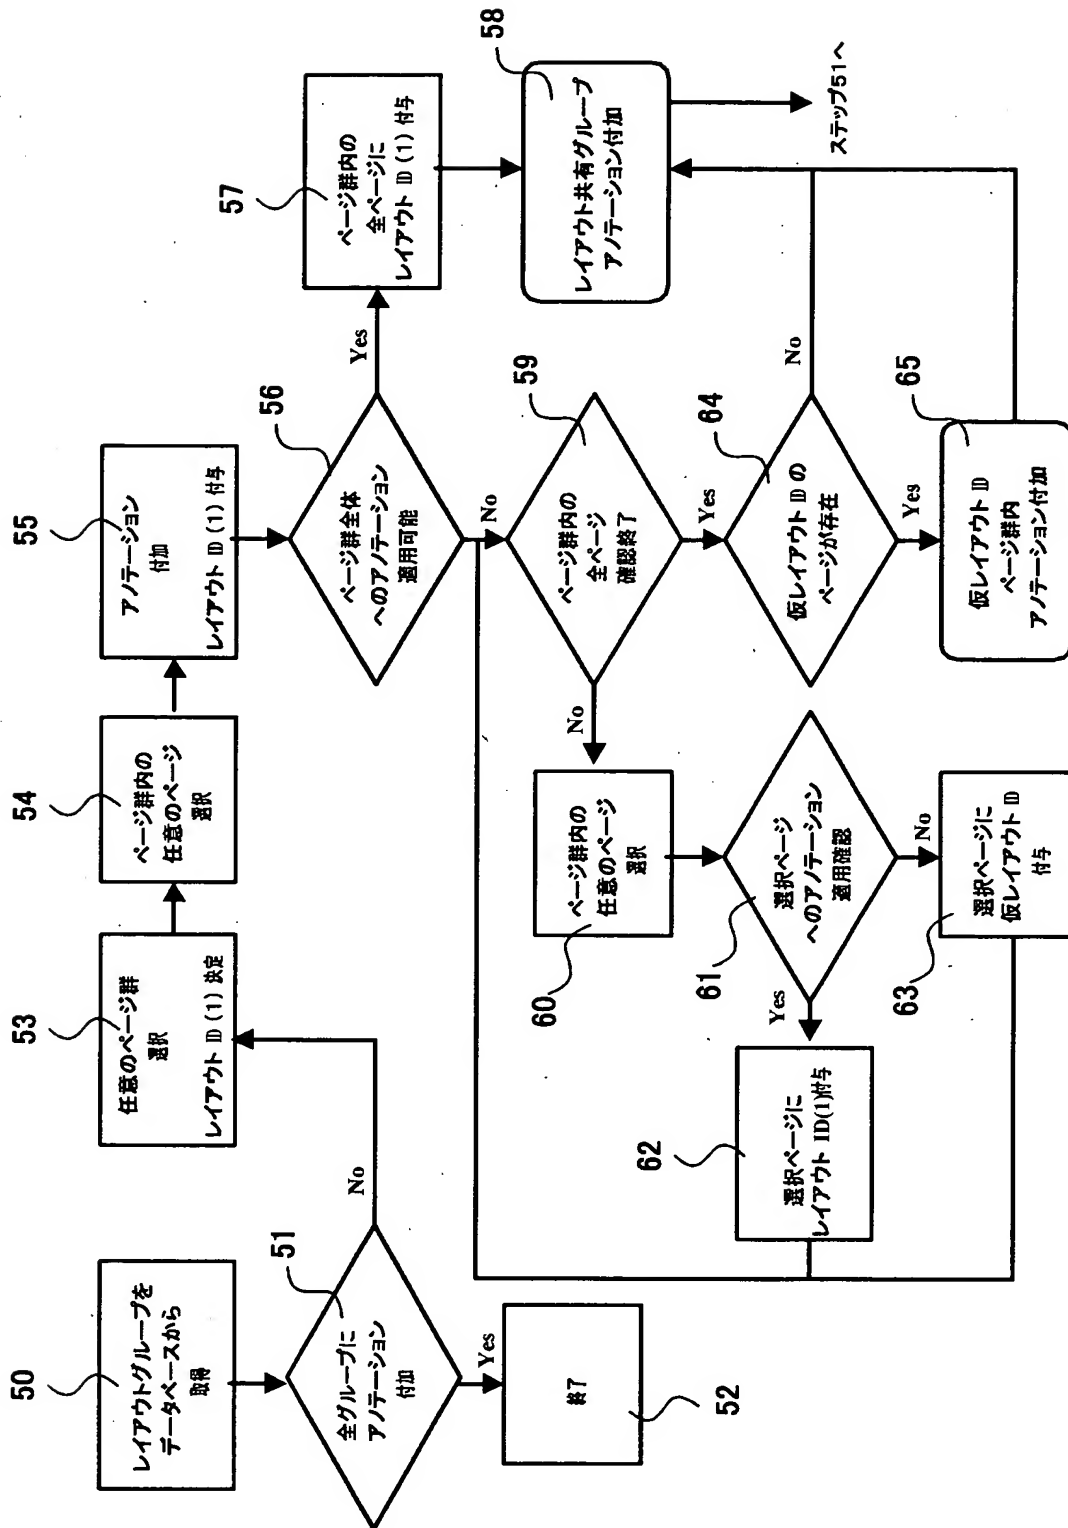 50
レイアウトグループを
データベースから
取得
51
全グループに
アノテーション
付加
Yes
No
52
終了
53
任意のページ群
選択
レイアウト ID (1) 決定
54
ページ群内の
任意のページ
選択
55
アノテーション
付加
レイアウト ID (1) 付与
56
ページ群全体
へのアノテーション
適用可能
Yes
No
57
ページ群内の
全ページに
レイアウト ID (1) 付与
58
レイアウト共有グループ
アノテーション付加
ステップ51へ
59
ページ群内の
全ページ
確認終了
No
Yes
60
ページ群内の
任意のページ
選択
61
選択ページ
へのアノテーション
適用確認
Yes
No
62
選択ページに
レイアウト ID(1)付与
63
選択ページに
仮レイアウト ID
付与
64
仮レイアウト ID の
ページが存在
No
Yes
65
仮レイアウト ID
ページ群内
アノテーション付加